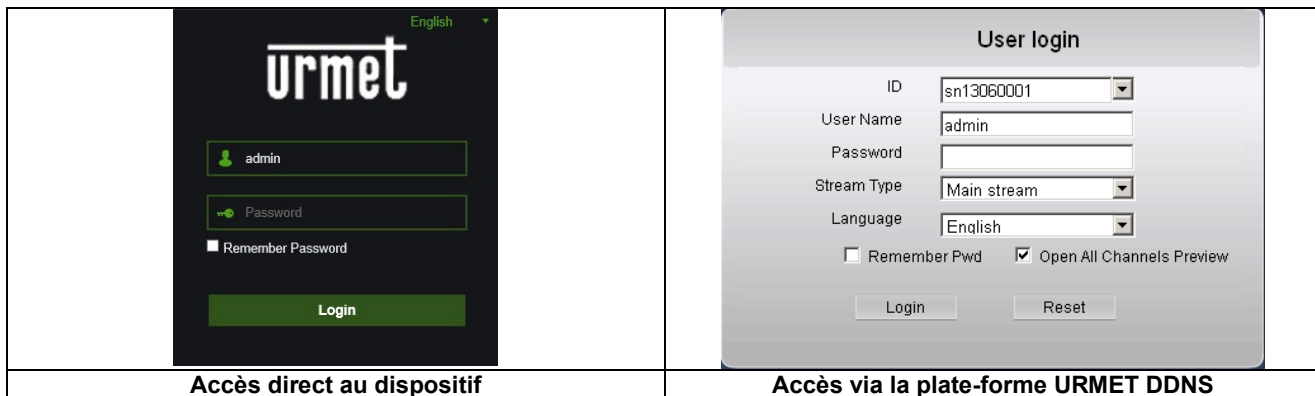 English
urmet
admin
Password
Remember Password
Login
Accès direct au dispositif
User login
ID sn13060001
User Name admin
Password
Stream Type Main stream
Language English
Remember Pwd Open All Channels Preview
Login Reset
Accès via la plate-forme URMET DDNS